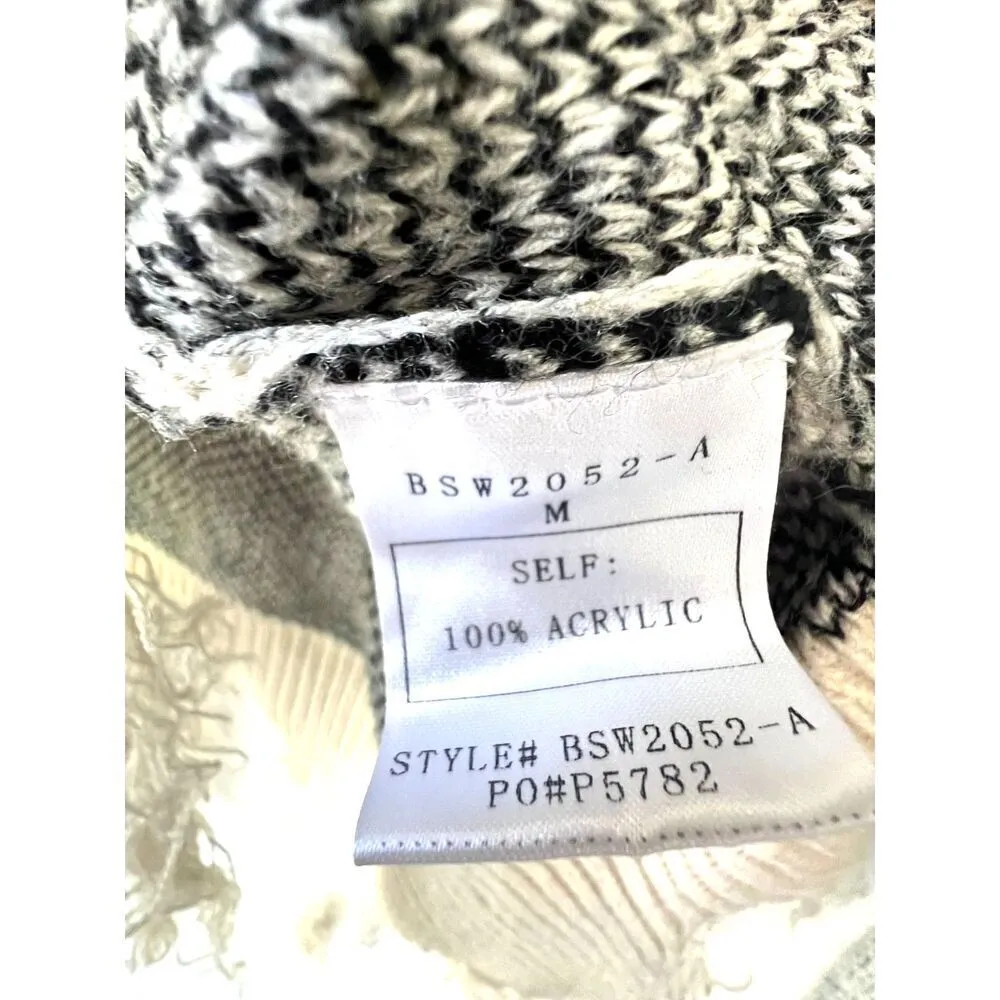 BSW2052-A
M
SELF:
100% ACRYLIC
STYLE# BSW2052-A
PO#P5782